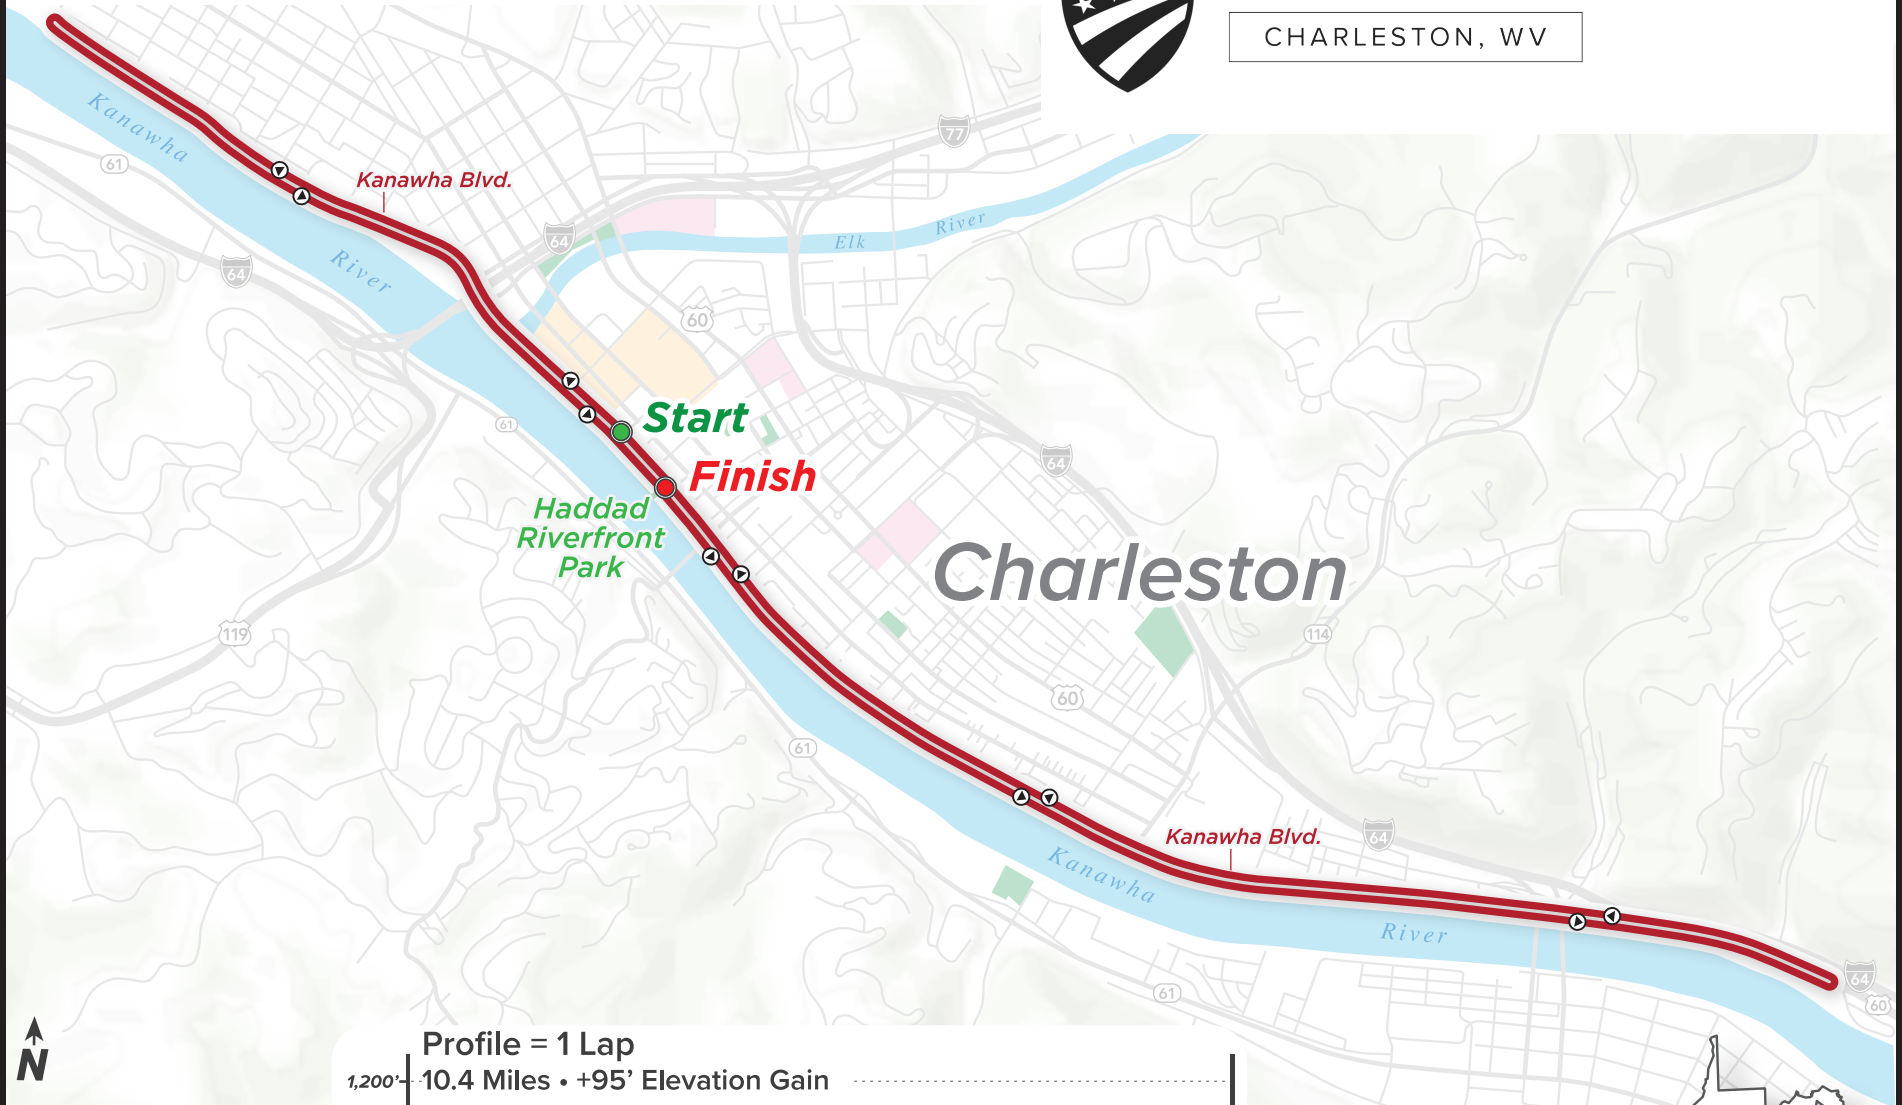 CHARLESTON, WV
77
Kanawha
61
Kanawha Blvd.
64
Elk
River
River
64
60
Start
61
Finish
64
Haddad
Riverfront
Park
Charleston
119
114
60
61
Kanawha Blvd.
64
Kanawha
River
64
61
60
N
Profile = 1 Lap
1,200’
10.4 Miles • +95’ Elevation Gain